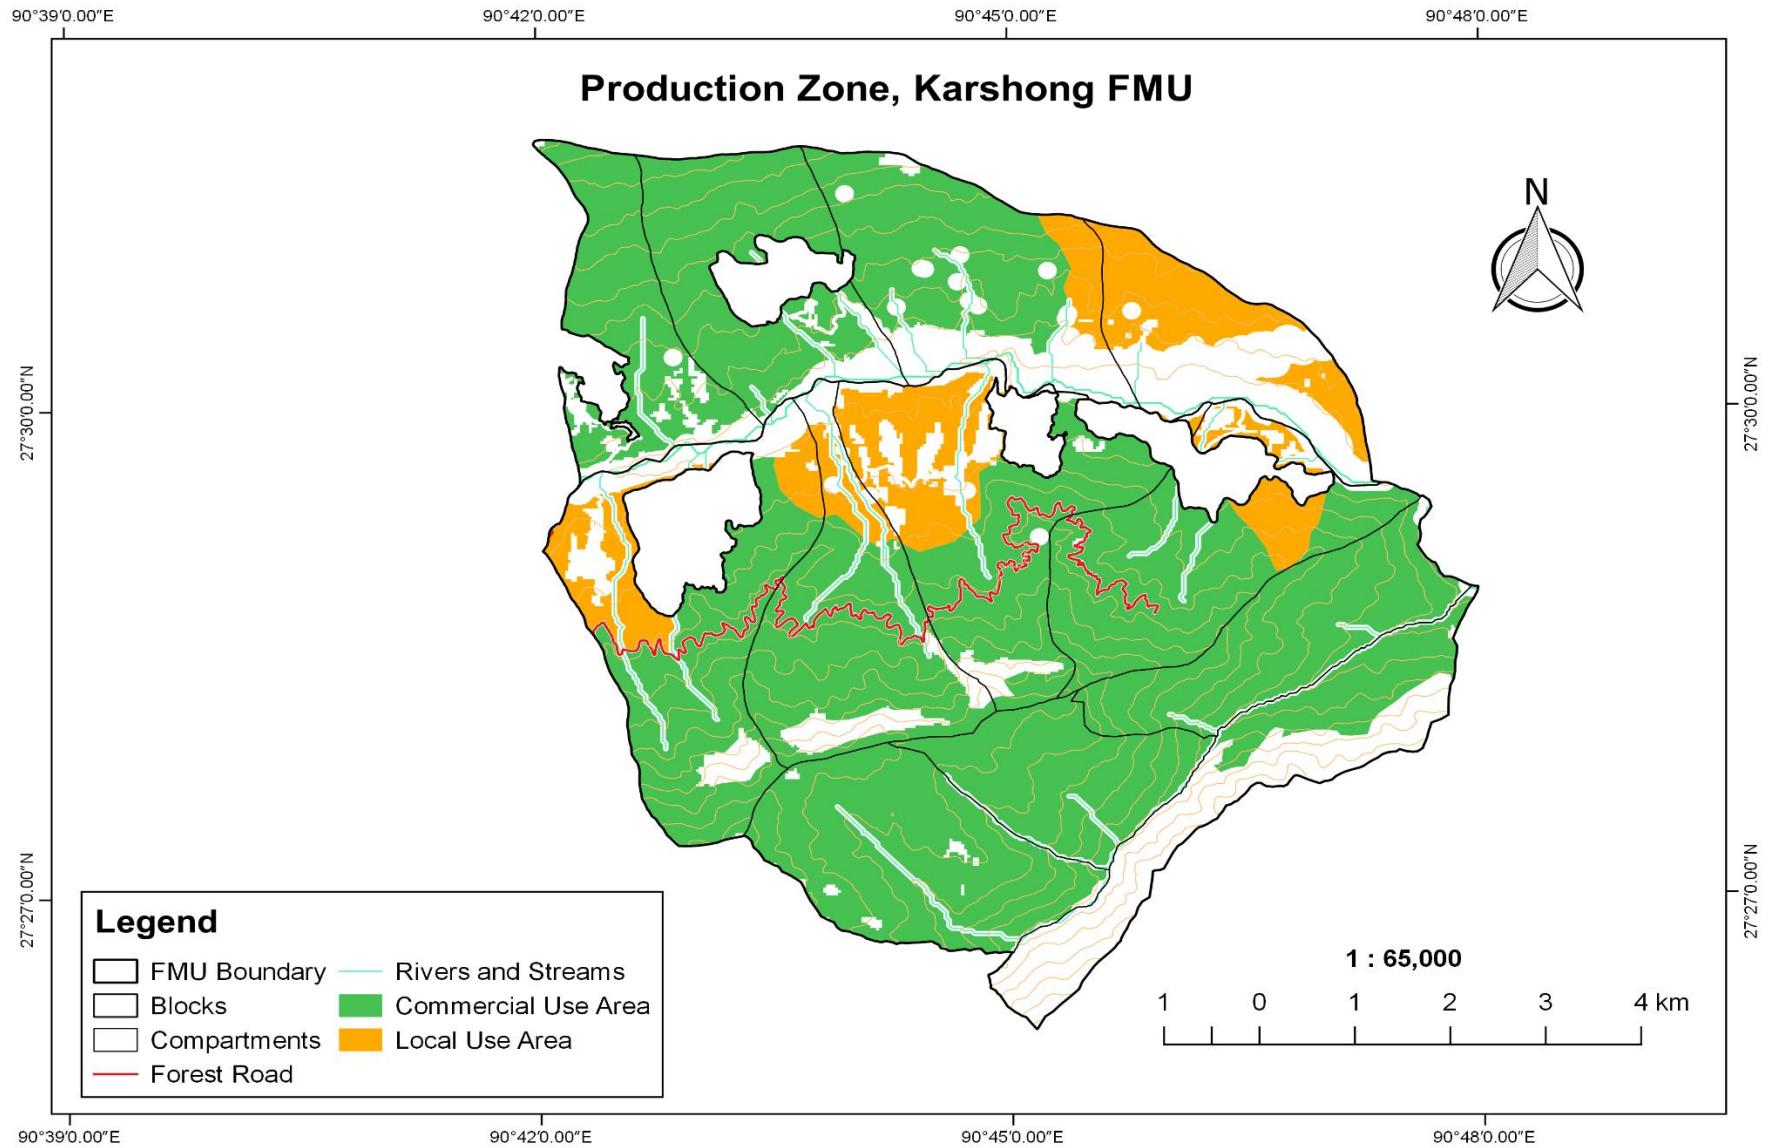 90°39'0.00"E 90°42'0.00"E 90°45'0.00"E 90°48'0.00"E
Production Zone, Karshong FMU
N
27°30'0.00"N 27°30'0.00"N
27°27'0.00"N 27°27'0.00"N
Legend
FMU Boundary Rivers and Streams
Blocks Commercial Use Area
Compartments Local Use Area
Forest Road
1 : 65,000
1 0 1 2 3 4 km
90°39'0.00"E 90°42'0.00"E 90°45'0.00"E 90°48'0.00"E